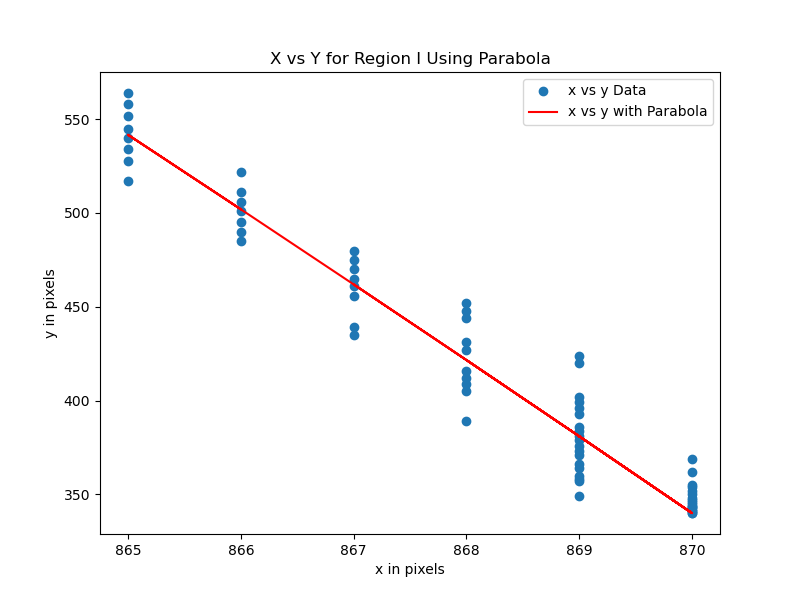 X vs Y for Region I Using Parabola
x vs y Data
x vs y with Parabola
y in pixels
550
500
450
400
350
865 866 867 868 869 870
x in pixels